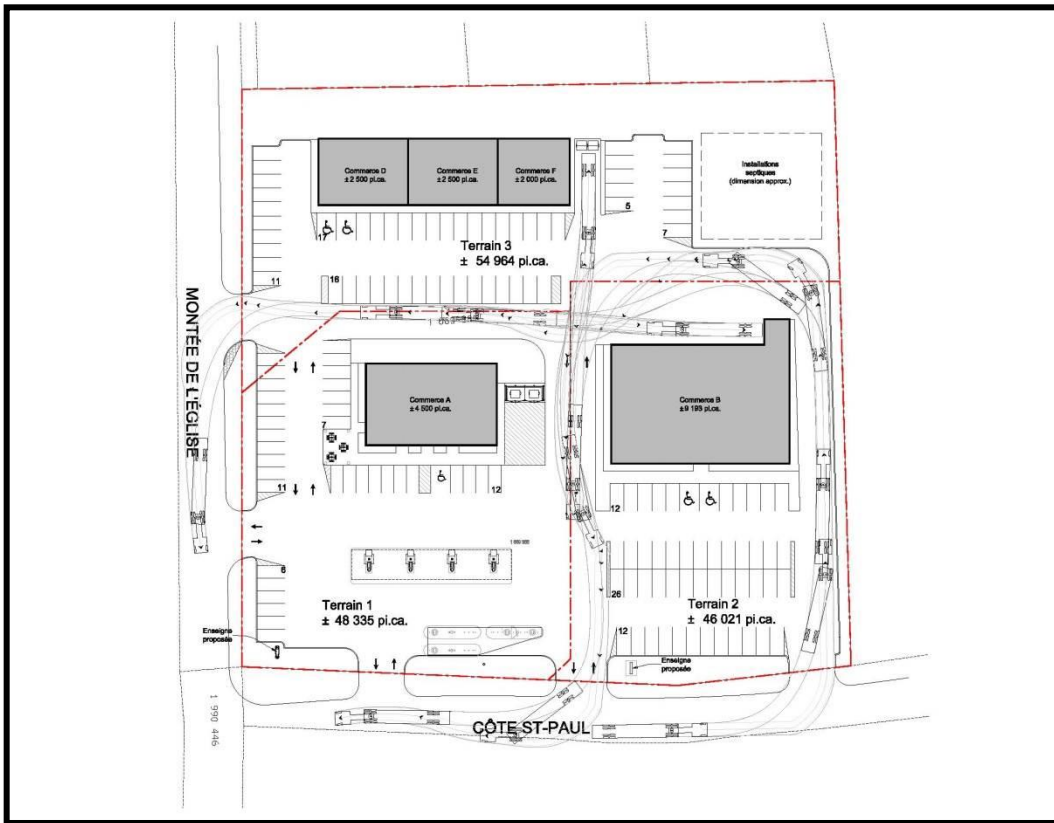 Commerce D
±2 500 pi.ca.
Commerce E
±2 500 pi.ca.
Commerce F
±2 000 pi.ca.
Installations
septiques
(dimension approx.)
5
17
7
Terrain 3
± 54 964 pi.ca.
11
18
MONTÉE DE L'ÉGLISE
Commerce A
±4 500 pi.ca.
Commerce B
±9 193 pi.ca.
7
11
12
12
6
26
Terrain 1
± 48 335 pi.ca.
Terrain 2
± 46 021 pi.ca.
12
Enseigne
proposée
Enseigne
proposée
1 990 446
CÔTE ST-PAUL